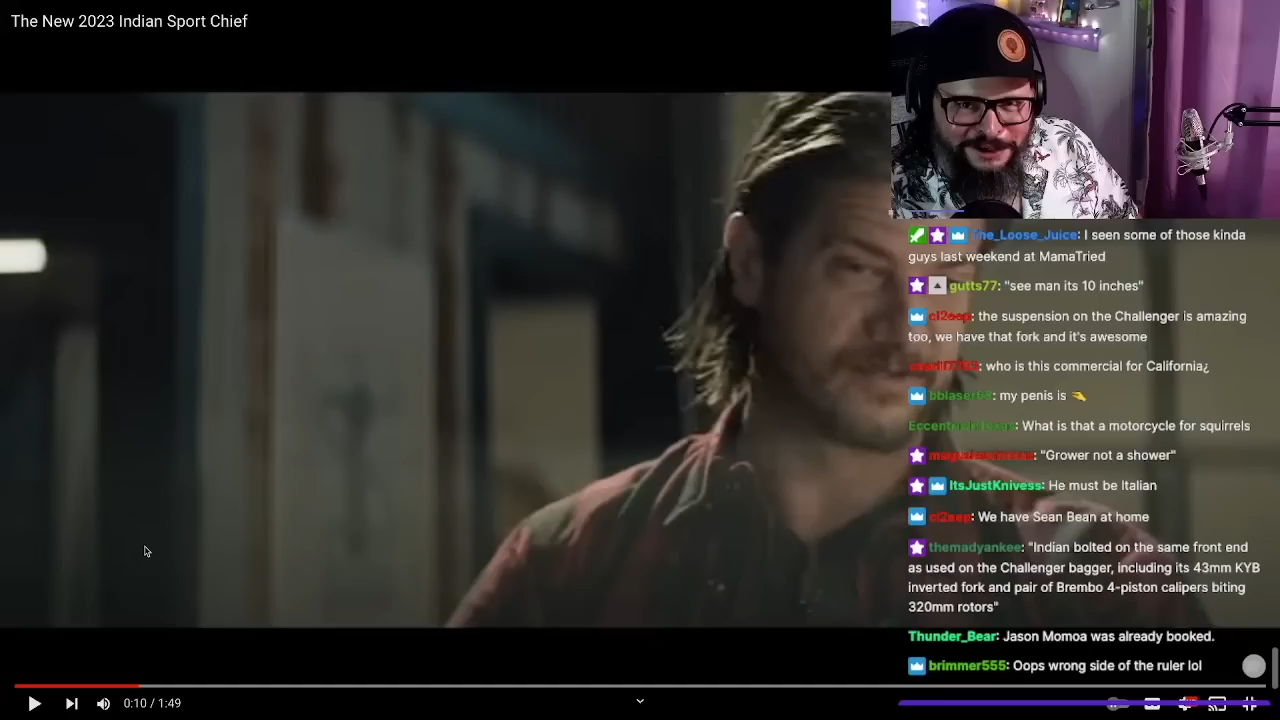 The New 2023 Indian Sport Chief
The_Loose_Juice: I seen some of those kinda
guys last weekend at MamaTried
gutts77: "see man its 10 inches"
the suspension on the Challenger is amazing
too, we have that fork and it's awesome
who is this commercial for California¿
bblaser68: my penis is
What is that a motorcycle for squirrels
"Grower not a shower"
ItsJustKnivess: He must be Italian
We have Sean Bean at home
themadyankee: "Indian bolted on the same front end
as used on the Challenger bagger, including its 43mm KYB
inverted fork and pair of Brembo 4-piston calipers biting
320mm rotors"
Thunder_Bear: Jason Momoa was already booked.
brimmer555: Oops wrong side of the ruler lol
0:10 / 1:49